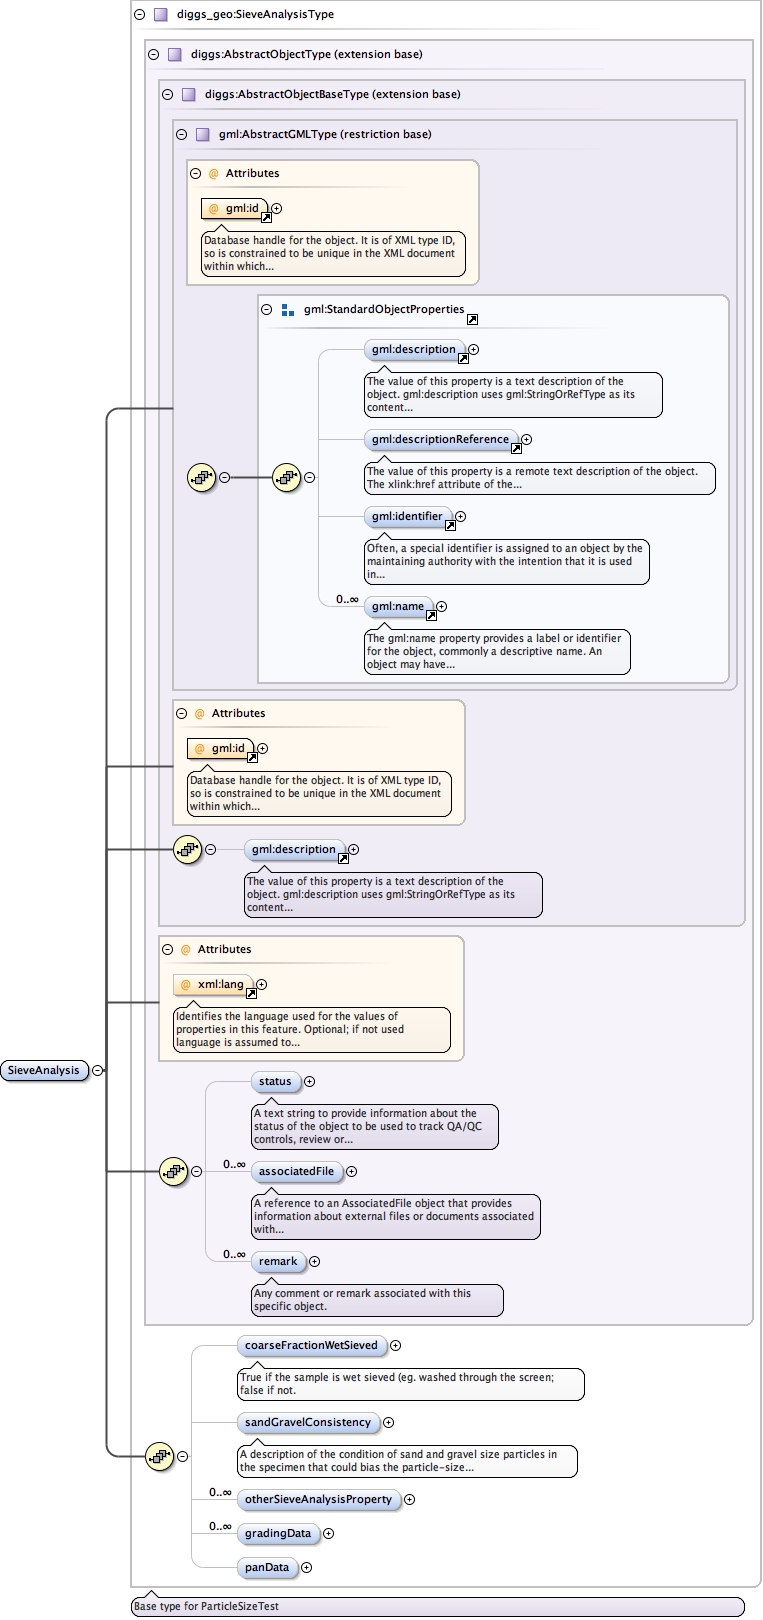 diggs_geo:SieveAnalysisType
diggs:AbstractObjectType (extension base)
diggs:AbstractObjectBaseType (extension base)
gml:AbstractGMLType (restriction base)
@ Attributes
@ gml:id
Database handle for the object. It is of XML type ID,
so is constrained to be unique in the XML document
within which...
gml:StandardObjectProperties
gml:description
The value of this property is a text description of the
object. gml:description uses gml:StringOrRefType as its
content...
gml:descriptionReference
The value of this property is a remote text description of the object.
The xlink:href attribute of the...
gml:identifier
Often, a special identifier is assigned to an object by the
maintaining authority with the intention that it is used
in...
0..∞ gml:name
The gml:name property provides a label or identifier
for the object, commonly a descriptive name. An
object may have...
@ Attributes
@ gml:id
Database handle for the object. It is of XML type ID,
so is constrained to be unique in the XML document
within which...
gml:description
The value of this property is a text description of the
object. gml:description uses gml:StringOrRefType as its
content...
@ Attributes
@ xml:lang
Identifies the language used for the values of
properties in this feature. Optional; if not used
language is assumed to...
SieveAnalysis
status
A text string to provide information about the
status of the object to be used to track QA/QC
controls, review or...
0..∞ associatedFile
A reference to an AssociatedFile object that provides
information about external files or documents associated
with...
0..∞ remark
Any comment or remark associated with this
specific object.
coarseFractionWetSieved
True if the sample is wet sieved (eg. washed through the screen;
false if not.
sandGravelConsistency
A description of the condition of sand and gravel size particles in
the specimen that could bias the particle-size...
0..∞ otherSieveAnalysisProperty
0..∞ gradingData
panData
Base type for ParticleSizeTest